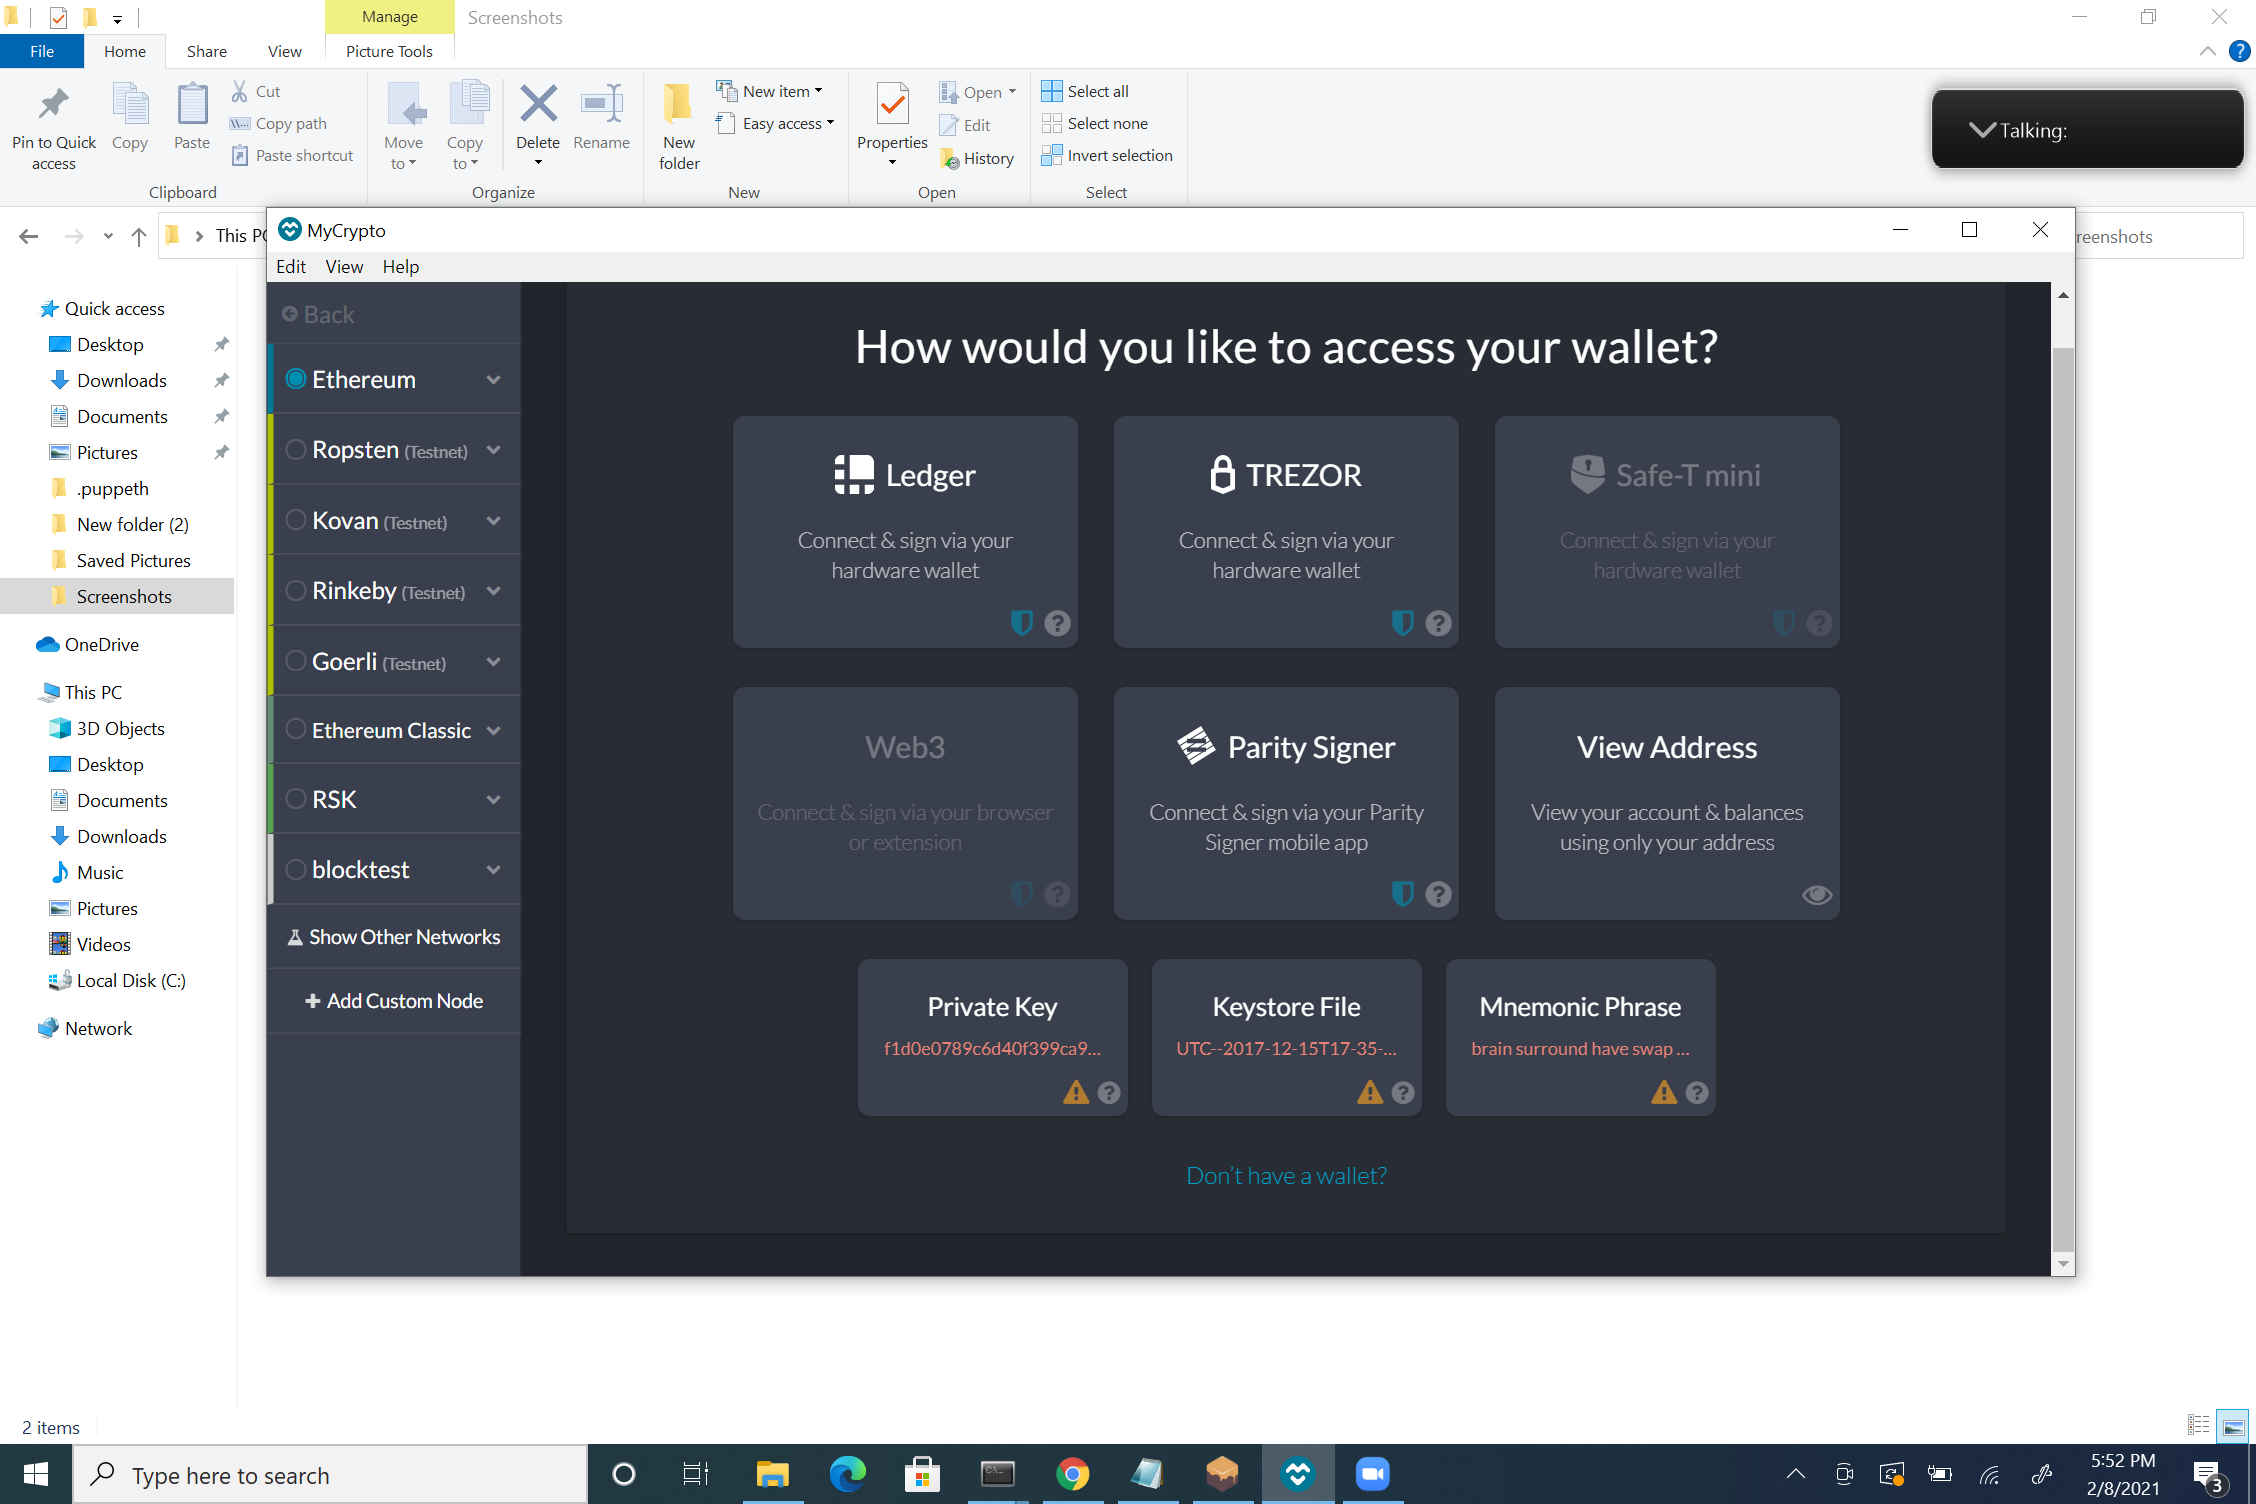 Manage
Screenshots
File
Home
Share
View
Picture Tools
Pin to Quick
access
Copy
Paste
Cut
Copy path
Paste shortcut
Clipboard
Move
to
Copy
to
Delete
Rename
Organize
New
folder
New item
Easy access
New
Properties
Open
Edit
History
Open
Select all
Select none
Invert selection
Select
Talking:
This PC
reenshots
MyCrypto
Edit
View
Help
Quick access
Desktop
Downloads
Documents
Pictures
.puppeth
New folder (2)
Saved Pictures
Screenshots
OneDrive
This PC
3D Objects
Desktop
Documents
Downloads
Music
Pictures
Videos
Local Disk (C:)
Network
Back
Ethereum
Ropsten (Testnet)
Kovan (Testnet)
Rinkeby (Testnet)
Goerli (Testnet)
Ethereum Classic
RSK
blocktest
Show Other Networks
Add Custom Node
How would you like to access your wallet?
Ledger
Connect & sign via your
hardware wallet
TREZOR
Connect & sign via your
hardware wallet
Safe-T mini
Connect & sign via your
hardware wallet
Web3
Connect & sign via your browser
or extension
Parity Signer
Connect & sign via your Parity
Signer mobile app
View Address
View your account & balances
using only your address
Private Key
f1d0e0789c6d40f399ca9...
Keystore File
UTC--2017-12-15T17-35-...
Mnemonic Phrase
brain surround have swap ...
Don't have a wallet?
2 items
Type here to search
5:52 PM
2/8/2021
3